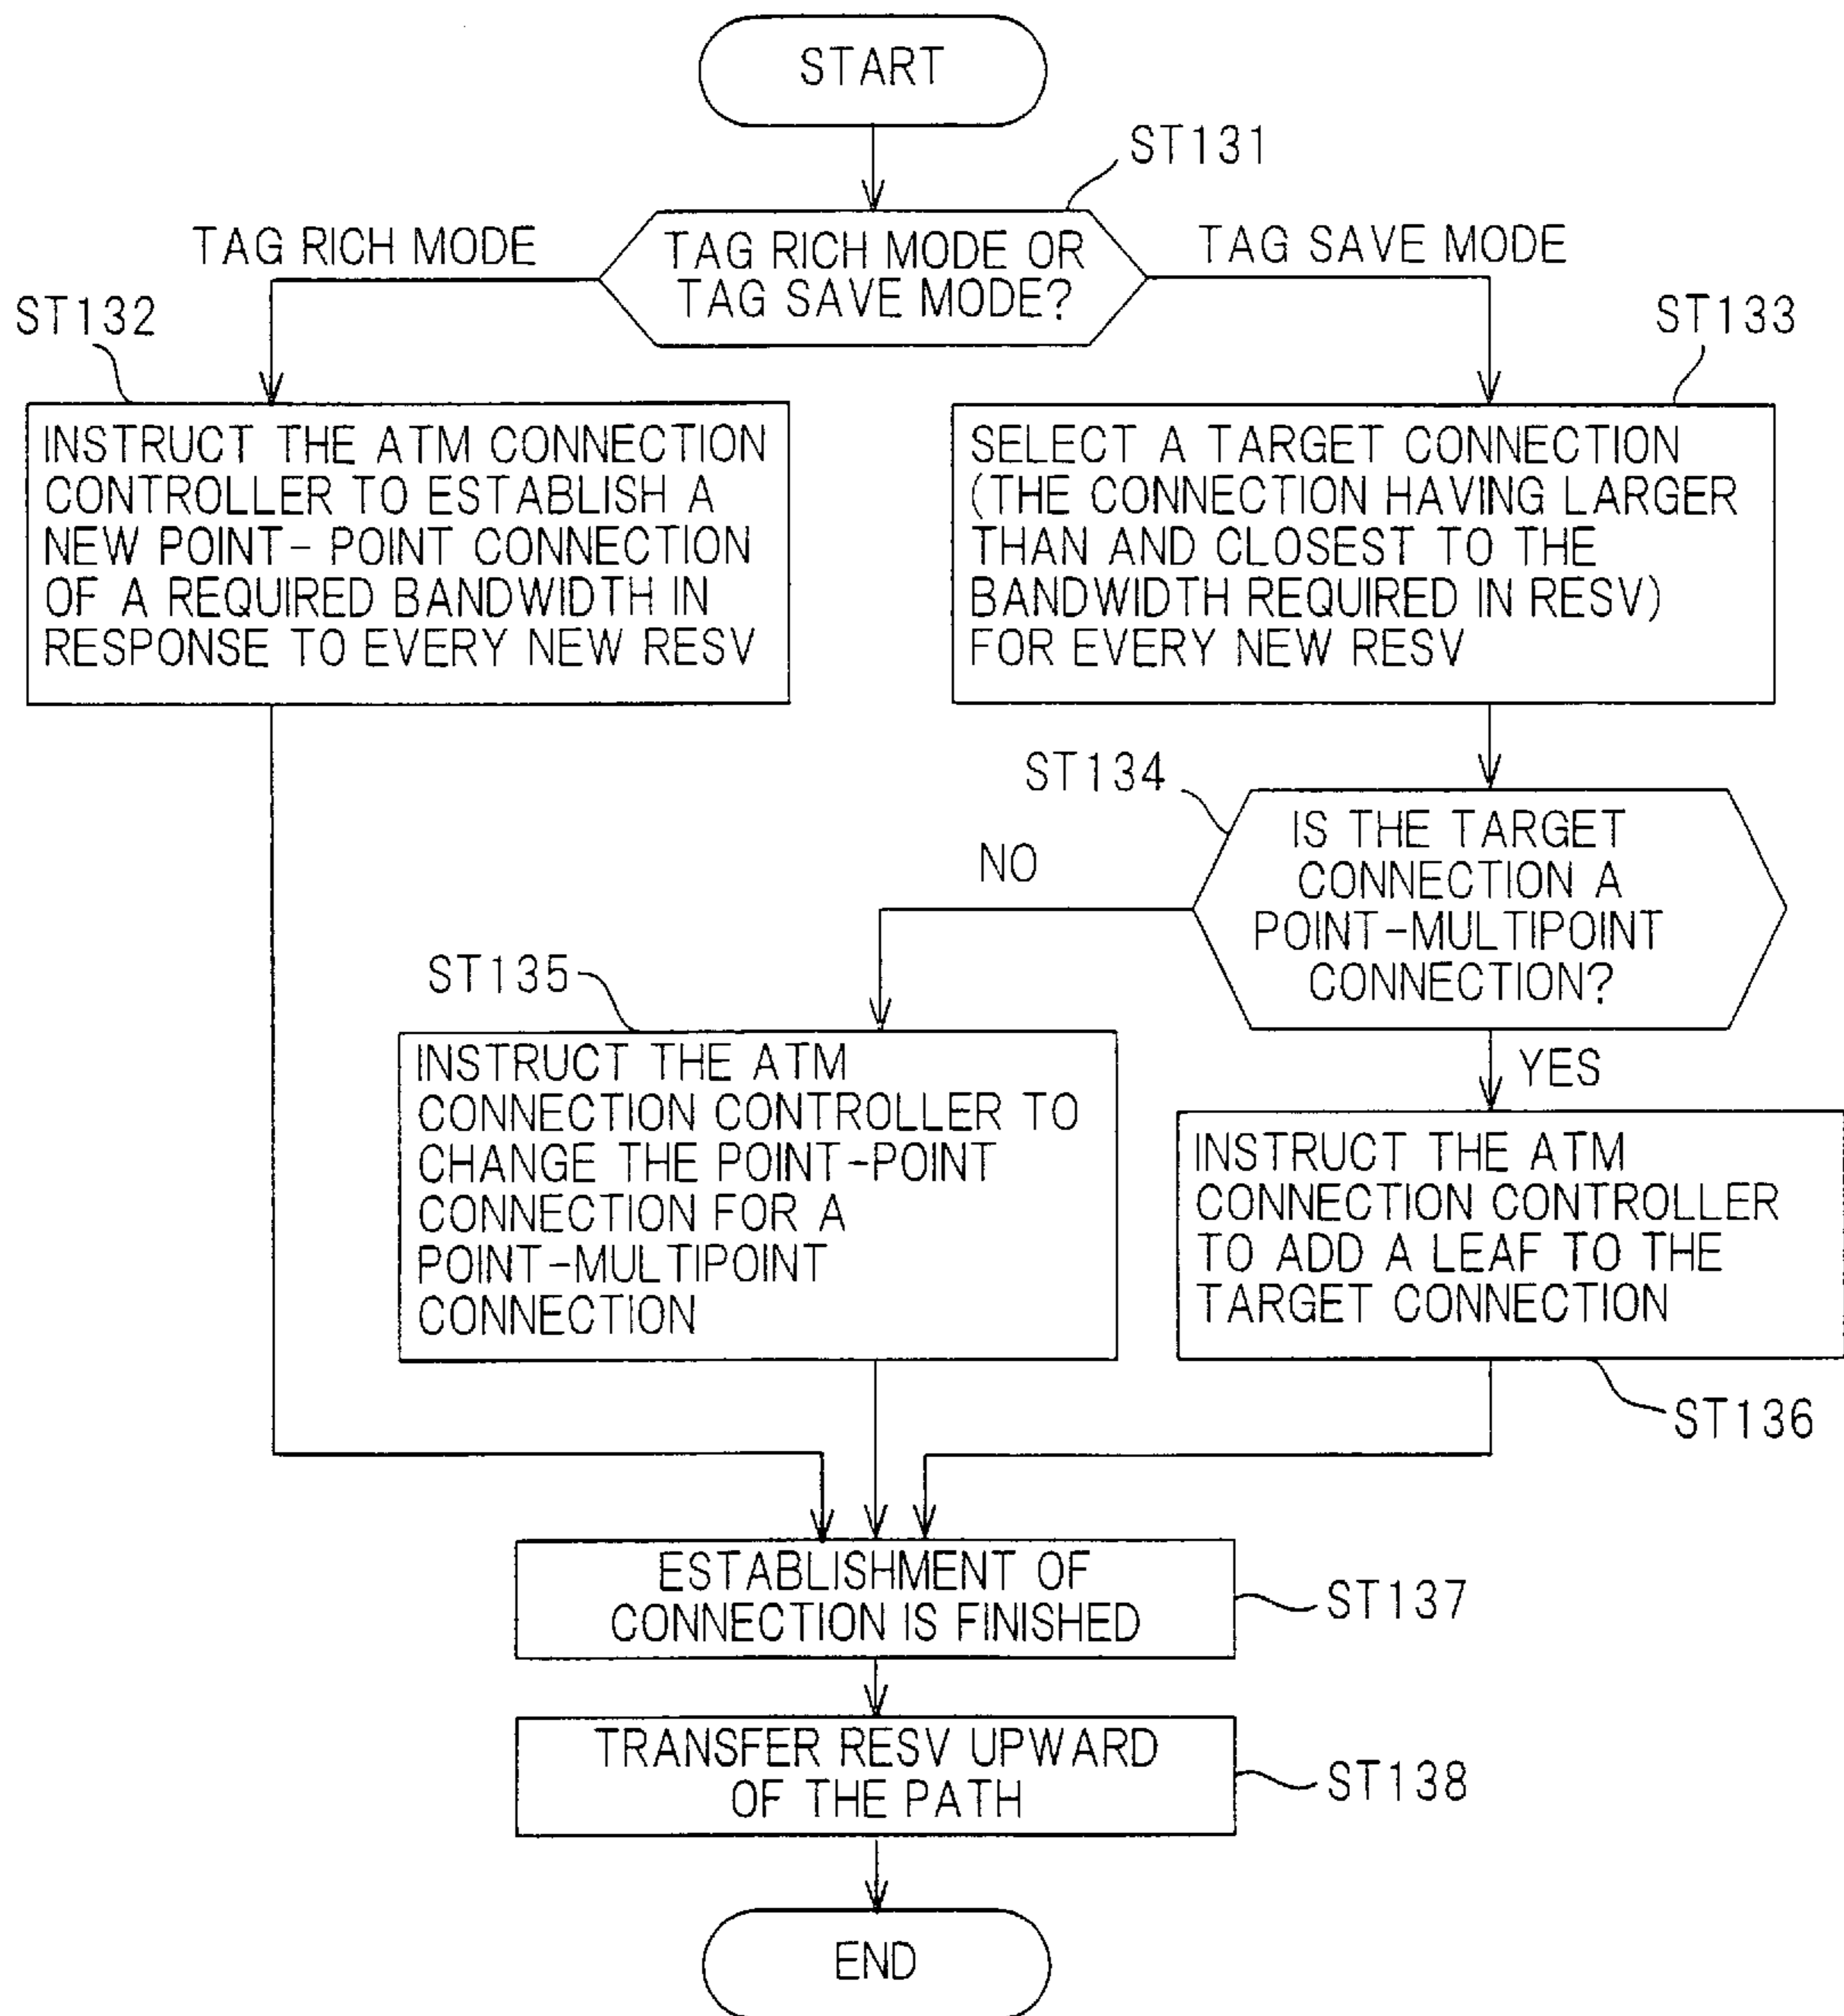 START
ST131
TAG RICH MODE
TAG RICH MODE OR
TAG SAVE MODE?
TAG SAVE MODE
ST132
ST133
INSTRUCT THE ATM CONNECTION
CONTROLLER TO ESTABLISH A
NEW POINT- POINT CONNECTION
OF A REQUIRED BANDWIDTH IN
RESPONSE TO EVERY NEW RESV
SELECT A TARGET CONNECTION
(THE CONNECTION HAVING LARGER
THAN AND CLOSEST TO THE
BANDWIDTH REQUIRED IN RESV)
FOR EVERY NEW RESV
ST134
IS THE TARGET
CONNECTION A
POINT-MULTIPOINT
CONNECTION?
NO
YES
ST135
INSTRUCT THE ATM
CONNECTION CONTROLLER TO
CHANGE THE POINT-POINT
CONNECTION FOR A
POINT-MULTIPOINT
CONNECTION
INSTRUCT THE ATM
CONNECTION CONTROLLER
TO ADD A LEAF TO THE
TARGET CONNECTION
ST136
ESTABLISHMENT OF
CONNECTION IS FINISHED
ST137
TRANSFER RESV UPWARD
OF THE PATH
ST138
END